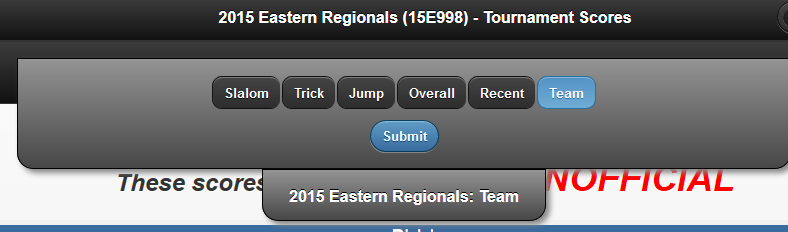 2015 Eastern Regionals (15E998) - Tournament Scores
Slalom Trick Jump Overall Recent Team
Submit
These scores NOFFICIAL
2015 Eastern Regionals: Team